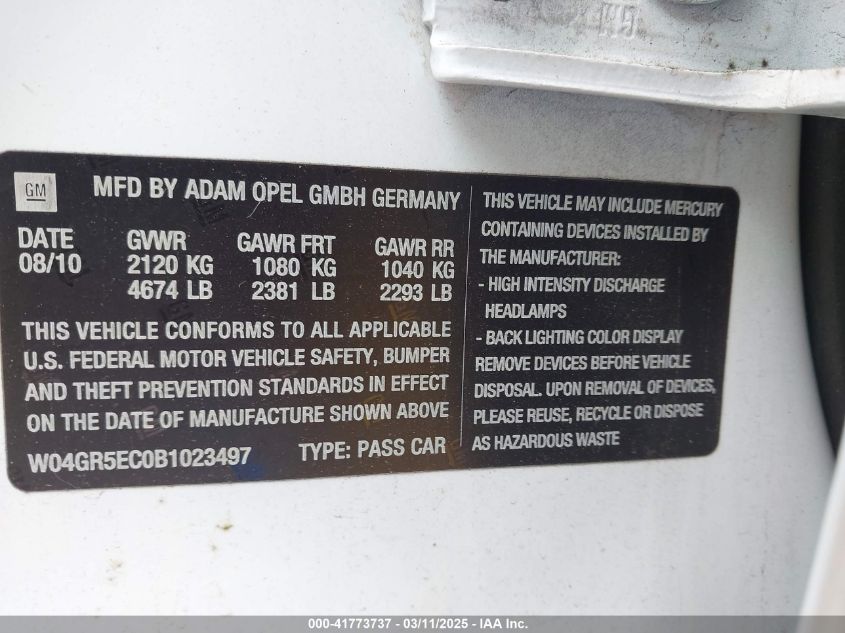 GM
MFD BY ADAM OPEL GMBH GERMANY
DATE GVWR GAWR FRT GAWR RR
08/10 2120 KG 1080 KG 1040 KG
4674 LB 2381 LB 2293 LB
THIS VEHICLE CONFORMS TO ALL APPLICABLE
U.S. FEDERAL MOTOR VEHICLE SAFETY, BUMPER
AND THEFT PREVENTION STANDARDS IN EFFECT
ON THE DATE OF MANUFACTURE SHOWN ABOVE
W04GR5EC0B1023497 TYPE: PASS CAR
THIS VEHICLE MAY INCLUDE MERCURY
CONTAINING DEVICES INSTALLED BY
THE MANUFACTURER:
- HIGH INTENSITY DISCHARGE
HEADLAMPS
- BACK LIGHTING COLOR DISPLAY
REMOVE DEVICES BEFORE VEHICLE
DISPOSAL. UPON REMOVAL OF DEVICES,
PLEASE REUSE, RECYCLE OR DISPOSE
AS HAZARDOUS WASTE
000-41773737 - 03/11/2025 - IAA Inc.